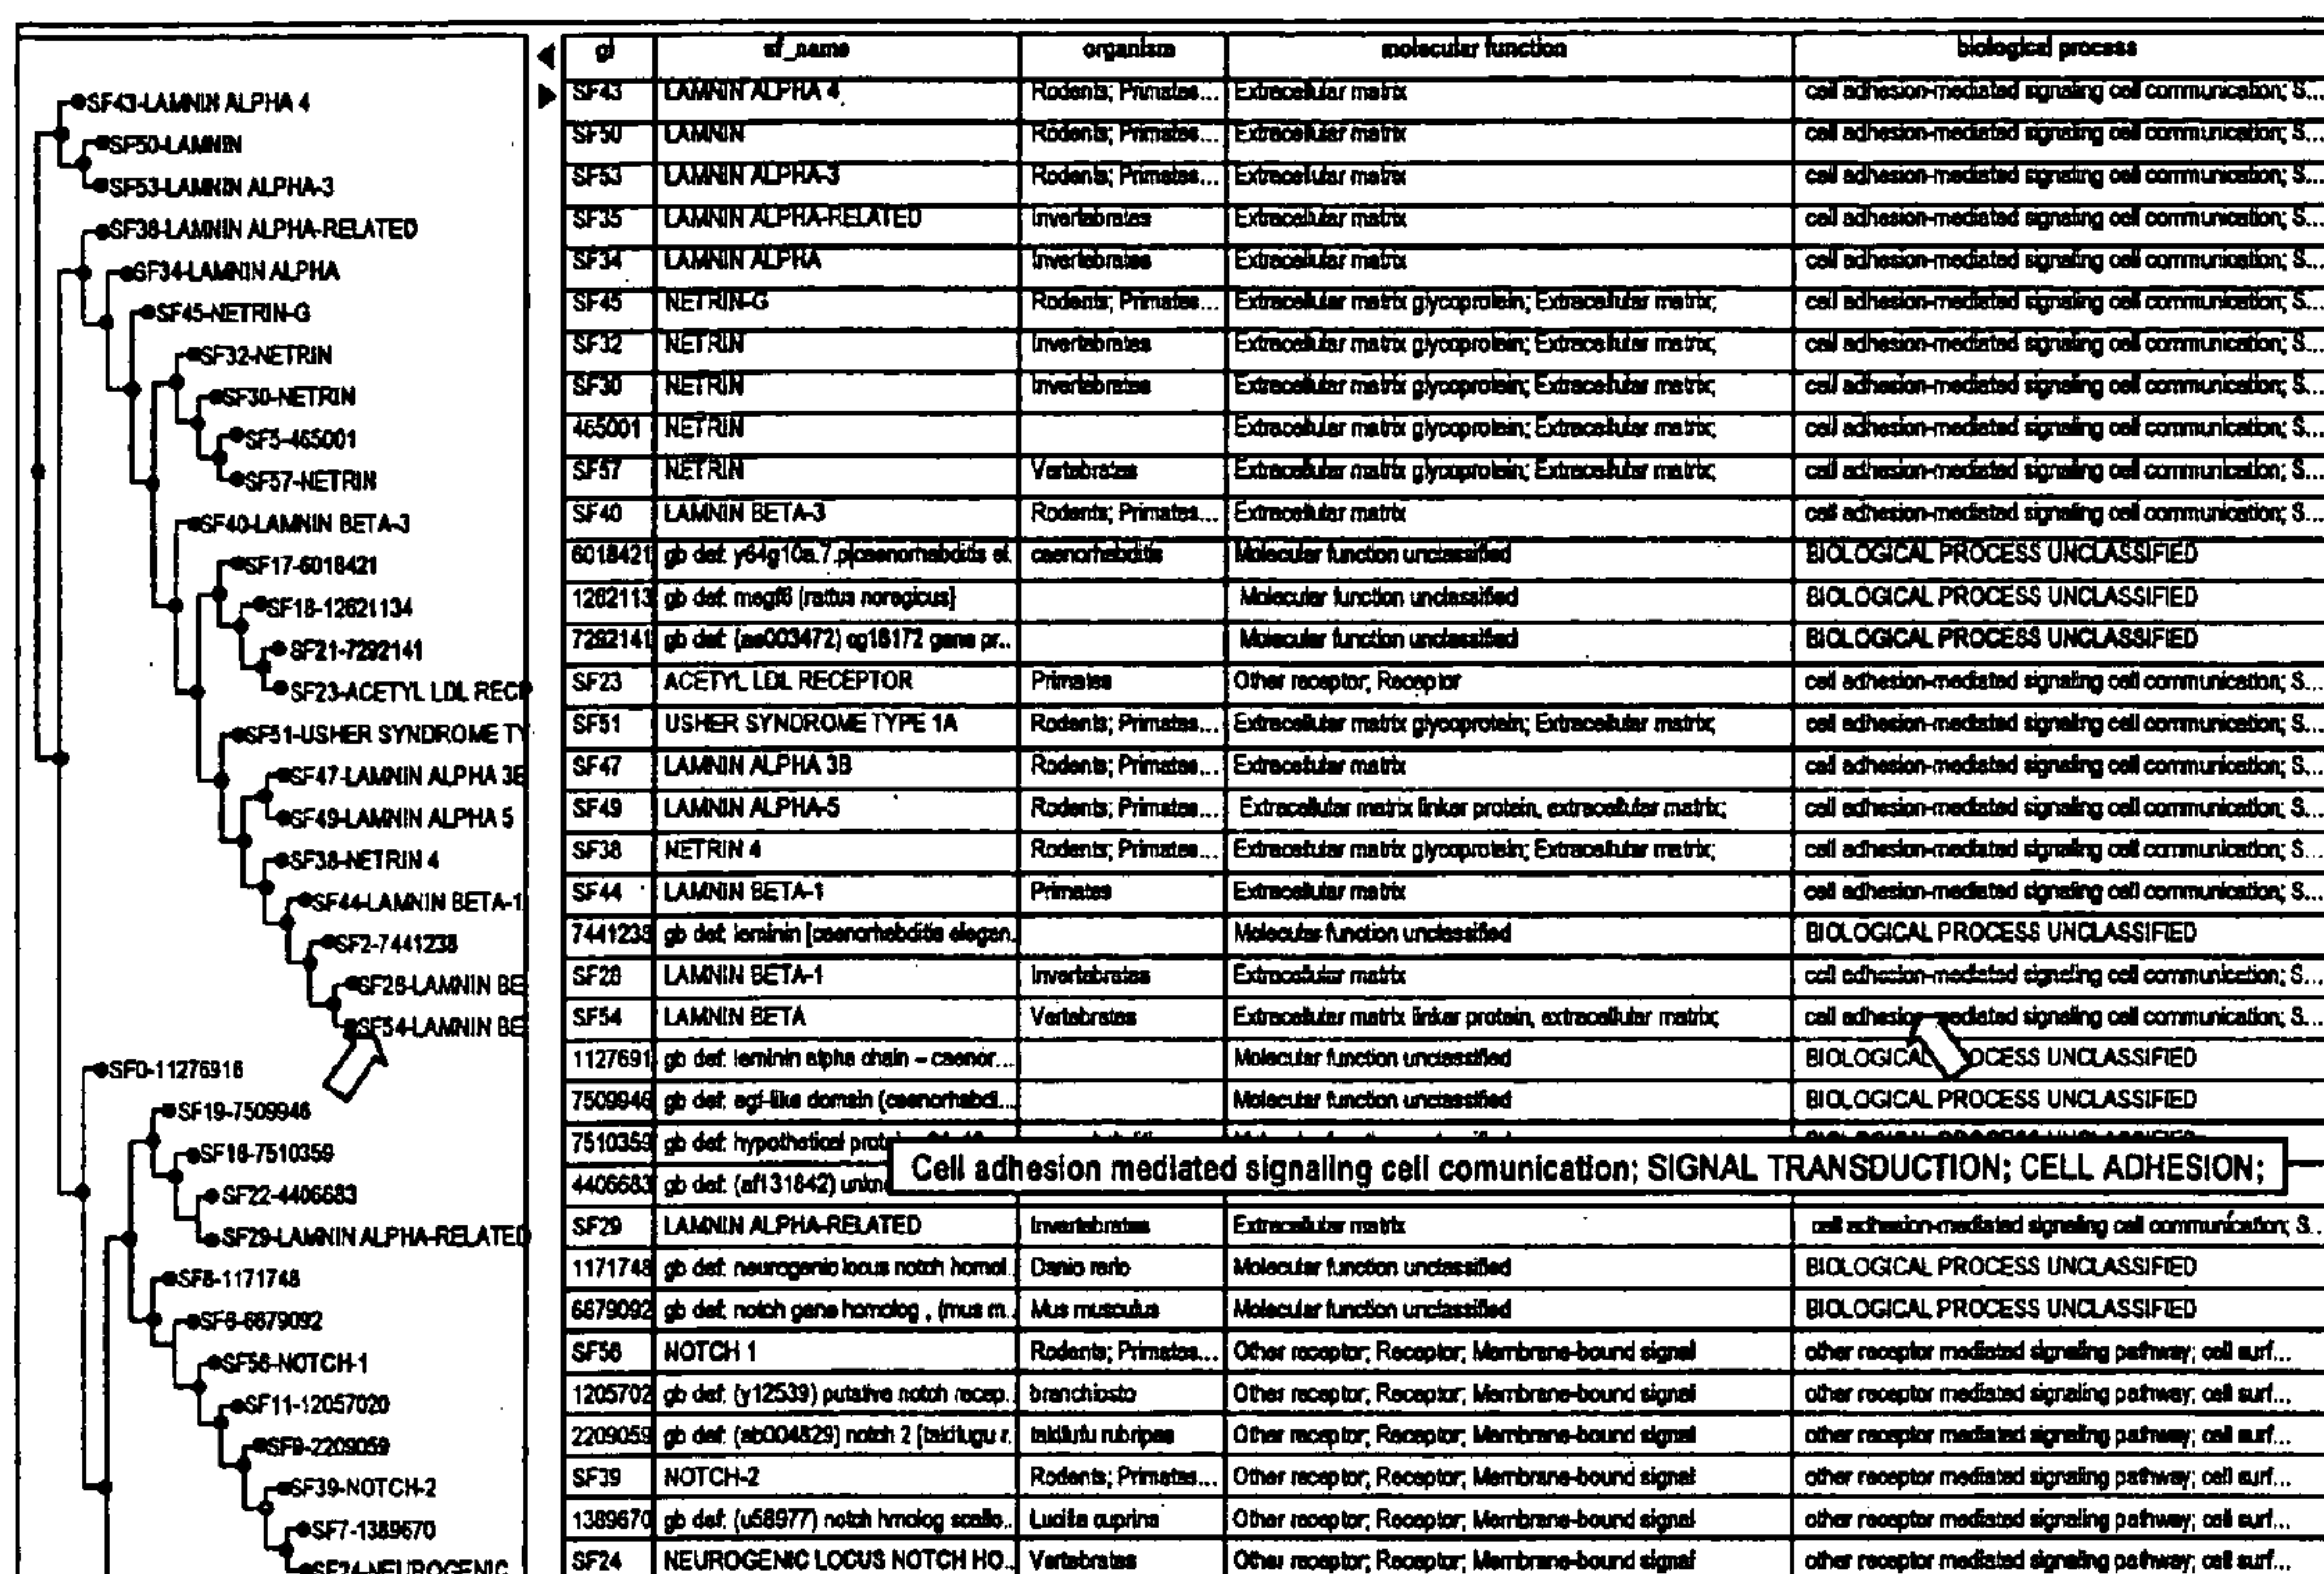 gi sf_name organism molecular function biological process
SF43-LAMNIN ALPHA 4
SF50-LAMNIN
SF53-LAMNIN ALPHA-3
SF38-LAMNIN ALPHA-RELATED
SF34-LAMNIN ALPHA
SF45-NETRIN-G
SF32-NETRIN
SF30-NETRIN
SF5-465001
SF57-NETRIN
SF40-LAMNIN BETA-3
SF17-6018421
SF18-12621134
SF21-7292141
SF23-ACETYL LDL RECP
SF51-USHER SYNDROME TY
SF47-LAMNIN ALPHA 3B
SF49-LAMNIN ALPHA 5
SF38-NETRIN 4
SF44-LAMNIN BETA-1
SF2-7441238
SF28-LAMNIN BE
SF54-LAMNIN BE
SF0-11276916
SF19-7509946
SF16-7510359
SF22-4406683
SF29-LAMNIN ALPHA-RELATED
SF8-1171748
SF6-6679092
SF56-NOTCH-1
SF11-12057020
SF9-2209059
SF39-NOTCH-2
SF7-1389670
SF24-NEUROGENIC
SF43 LAMNIN ALPHA 4 Rodents; Primates... Extracellular matrix cell adhesion-mediated signaling cell communication; S...
SF50 LAMNIN Rodents; Primates... Extracellular matrix cell adhesion-mediated signaling cell communication; S...
SF53 LAMNIN ALPHA-3 Rodents; Primates... Extracellular matrix cell adhesion-mediated signaling cell communication; S...
SF35 LAMNIN ALPHA-RELATED Invertebrates Extracellular matrix cell adhesion-mediated signaling cell communication; S...
SF34 LAMNIN ALPHA Invertebrates Extracellular matrix cell adhesion-mediated signaling cell communication; S...
SF45 NETRIN-G Rodents; Primates... Extracellular matrix glycoprotein; Extracellular matrix; cell adhesion-mediated signaling cell communication; S...
SF32 NETRIN Invertebrates Extracellular matrix glycoprotein; Extracellular matrix; cell adhesion-mediated signaling cell communication; S...
SF30 NETRIN Invertebrates Extracellular matrix glycoprotein; Extracellular matrix; cell adhesion-mediated signaling cell communication; S...
465001 NETRIN Extracellular matrix glycoprotein; Extracellular matrix; cell adhesion-mediated signaling cell communication; S...
SF57 NETRIN Vertebrates Extracellular matrix glycoprotein; Extracellular matrix; cell adhesion-mediated signaling cell communication; S...
SF40 LAMNIN BETA-3 Rodents; Primates... Extracellular matrix cell adhesion-mediated signaling cell communication; S...
6018421 gb def: y64g10a.7.p[caenorhabditis el. caenorhabditis Molecular function unclassified BIOLOGICAL PROCESS UNCLASSIFIED
1262113 gb def: megf6 [rattus noregicus] Molecular function unclassified BIOLOGICAL PROCESS UNCLASSIFIED
7292141 gb def: (ae003472) cg16172 gene pr.. Molecular function unclassified BIOLOGICAL PROCESS UNCLASSIFIED
SF23 ACETYL LDL RECEPTOR Primates Other receptor; Receptor cell adhesion-mediated signaling cell communication; S...
SF51 USHER SYNDROME TYPE 1A Rodents; Primates... Extracellular matrix glycoprotein; Extracellular matrix; cell adhesion-mediated signaling cell communication; S...
SF47 LAMNIN ALPHA 3B Rodents; Primates... Extracellular matrix cell adhesion-mediated signaling cell communication; S...
SF49 LAMNIN ALPHA-5 Rodents; Primates... Extracellular matrix linker protein, extracellular matrix; cell adhesion-mediated signaling cell communication; S...
SF38 NETRIN 4 Rodents; Primates... Extracellular matrix glycoprotein; Extracellular matrix; cell adhesion-mediated signaling cell communication; S...
SF44 LAMNIN BETA-1 Primates Extracellular matrix cell adhesion-mediated signaling cell communication; S...
7441238 gb def: leminin [caenorhabditis elegan. Molecular function unclassified BIOLOGICAL PROCESS UNCLASSIFIED
SF28 LAMNIN BETA-1 Invertebrates Extracellular matrix cell adhesion-mediated signaling cell communication; S...
SF54 LAMNIN BETA Vertebrates Extracellular matrix linker protein, extracellular matrix; cell adhesion-mediated signaling cell communication; S...
1127691 gb def: leminin alpha chain – caenor... Molecular function unclassified BIOLOGICAL PROCESS UNCLASSIFIED
7509946 gb def: egf-like domain (caenorhabdi... Molecular function unclassified BIOLOGICAL PROCESS UNCLASSIFIED
7510359 gb def: hypothetical prot
Cell adhesion mediated signaling cell comunication; SIGNAL TRANSDUCTION; CELL ADHESION;
4406683 gb def: (af131842) unkn
SF29 LAMNIN ALPHA-RELATED Invertebrates Extracellular matrix cell adhesion-mediated signaling cell communication; S..
1171748 gb def: neurogenic locus notch homol. Danio rerio Molecular function unclassified BIOLOGICAL PROCESS UNCLASSIFIED
6679092 gb def: notch gene homolog , (mus m. Mus musculus Molecular function unclassified BIOLOGICAL PROCESS UNCLASSIFIED
SF56 NOTCH 1 Rodents; Primates... Other receptor; Receptor; Membrane-bound signal other receptor mediated signaling pathway; cell surf...
1205702 gb def: (y12539) putative notch recep. branchiosto Other receptor; Receptor; Membrane-bound signal other receptor mediated signaling pathway; cell surf...
2209059 gb def: (ab004829) notch 2 [takifugu r. rubripes Other receptor; Receptor; Membrane-bound signal other receptor mediated signaling pathway; cell surf...
SF39 NOTCH-2 Rodents; Primates... Other receptor; Receptor; Membrane-bound signal other receptor mediated signaling pathway; cell surf...
1389670 gb def: (u58977) notch hmolog scallo.. Lucilia cuprina Other receptor; Receptor; Membrane-bound signal other receptor mediated signaling pathway; cell surf...
SF24 NEUROGENIC LOCUS NOTCH HO.. Vertebrates Other receptor; Receptor; Membrane-bound signal other receptor mediated signaling pathway; cell surf...